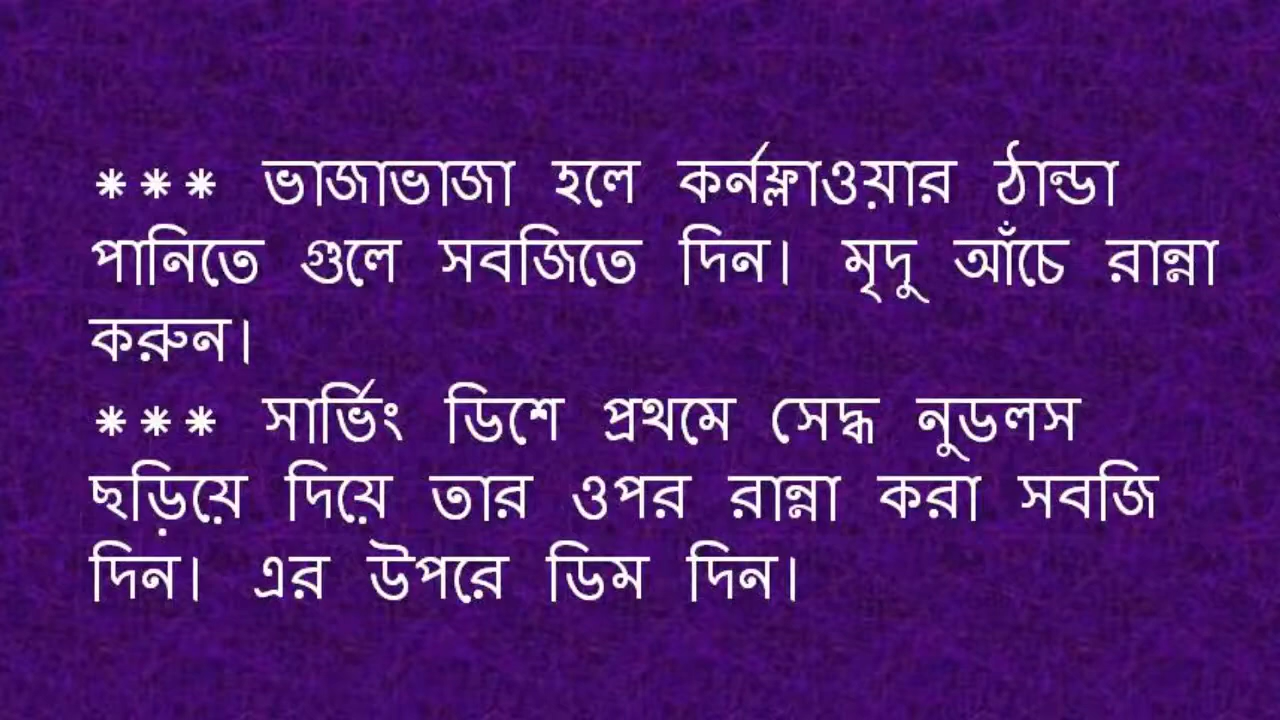 *** ভাজাভাজা হলে কর্নফ্লাওয়ার ঠান্ডা
পানিতে গুলে সবজিতে দিন। মৃদু আঁচে রান্না
করুন।
*** সার্ভিং ডিশে প্রথমে সেদ্ধ নুডলস
ছড়িয়ে দিয়ে তার ওপর রান্না করা সবজি
দিন। এর উপরে ডিম দিন।